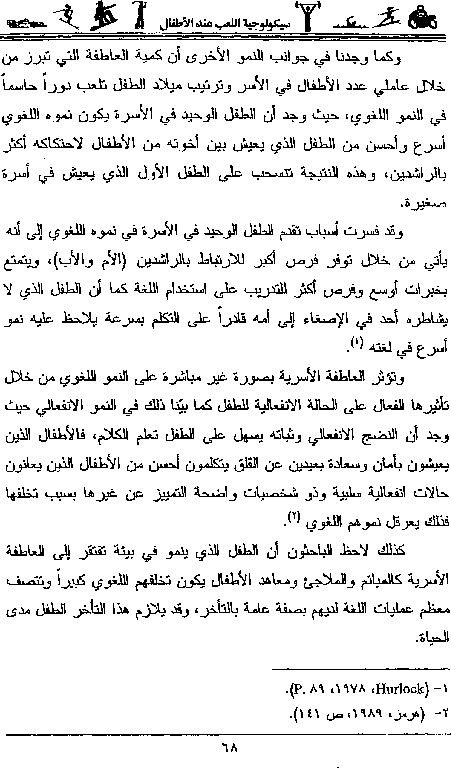 سيكولوجية اللعب عند الأطفال
وكما وجدنا في جوانب النمو الأخرى أن كمية العاطفة التي تبرز من
خلال عاملي عدد الأطفال في الأسر وترتيب ميلاد الطفل تلعب دوراً حاسماً
في النمو اللغوي، حيث وجد أن الطفل الوحيد في الأسرة يكون نموه اللغوي
أسرع وأحسن من الطفل الذي يعيش بين أخوته من الأطفال لاحتكاكه أكثر
بالراشدين، وهذه النتيجة تنسحب على الطفل الأول الذي يعيش في أسرة
صغيرة.
وقد فسرت أسباب تقدم الطفل الوحيد في الأسرة في نموه اللغوي إلى أنه
يأتي من خلال توفر فرص أكبر للارتباط بالراشدين (الأم والأب)، ويتمتع
بخبرات أوسع وفرص أكثر للتدريب على استخدام اللغة كما أن الطفل الذي لا
يشاطره أحد في الإصغاء إلى أمه قادراً على التكلم بسرعة يلاحظ عليه نمو
أسرع في لغته (١).
وتؤثر العاطفة الأسرية بصورة غير مباشرة على النمو اللغوي من خلال
تأثيرها الفعال على الحالة الانفعالية للطفل كما بيّنا ذلك في النمو الانفعالي حيث
وجد أن النضج الانفعالي وثباته يسهل على الطفل تعلم الكلام، فالأطفال الذين
يعيشون بأمان وسعادة بعيدين عن القلق يتكلمون أحسن من الأطفال الذين يعانون
حالات انفعالية سلبية وذو شخصيات واضحة التمييز عن غيرها بسبب تخلفها
فذلك يعرقل نموهم اللغوي (٢).
كذلك لاحظ الباحثون أن الطفل الذي ينمو في بيئة تفتقر إلى العاطفة
الأسرية كالمياتم والملاجئ ومعاهد الأطفال يكون تخلفهم اللغوي كبيراً وتتصف
معظم عمليات اللغة لديهم بصفة عامة بالتأخر، وقد يلازم هذا التأخر الطفل مدى
الحياة.
١- (Hurlock، ١٩٧٨، P. ٨٩).
٢- (هرمز، ١٩٨٩، ص ١٤١).
٦٨